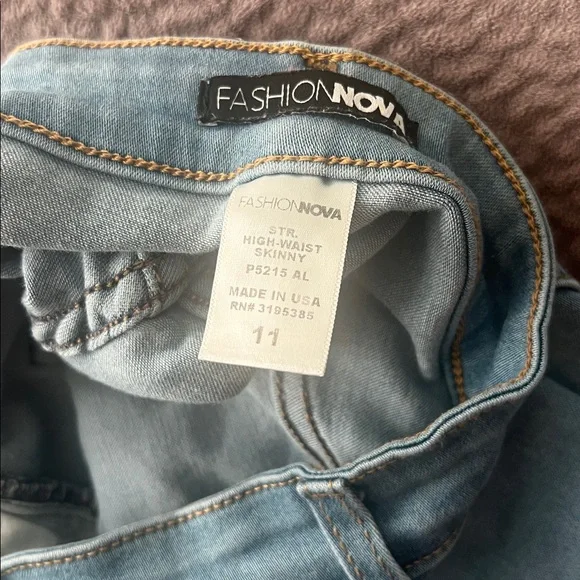 FASHIONNOVA
FASHIONNOVA
STR.
HIGH-WAIST
SKINNY
P5215 AL
MADE IN USA
RN# 3195385
11